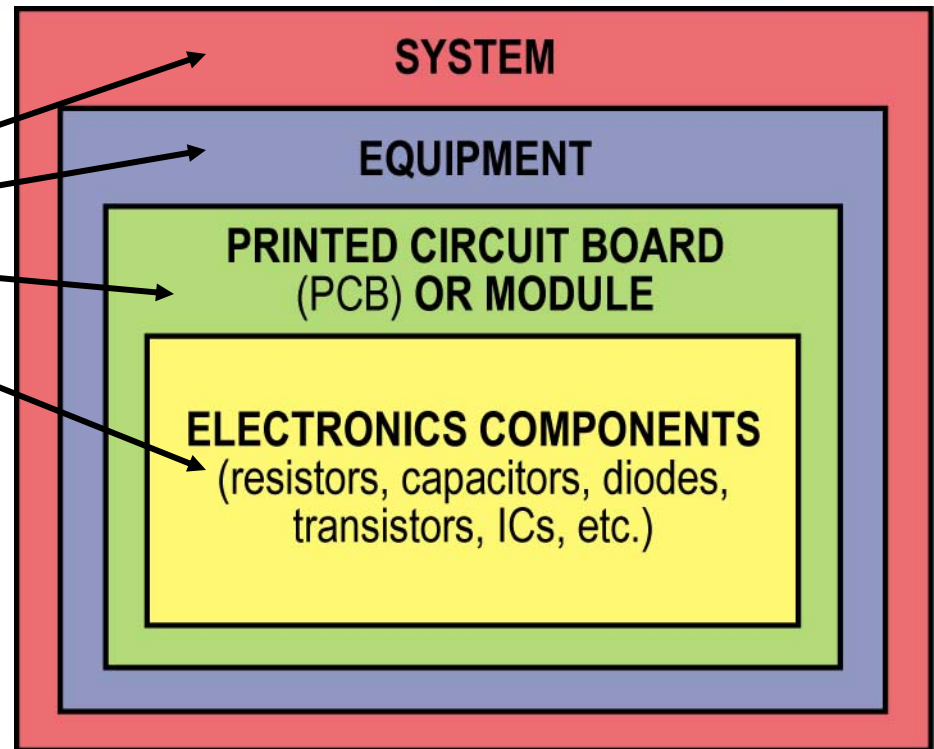 SYSTEM
EQUIPMENT
PRINTED CIRCUIT BOARD
(PCB) OR MODULE
ELECTRONICS COMPONENTS
(resistors, capacitors, diodes,
transistors, ICs, etc.)